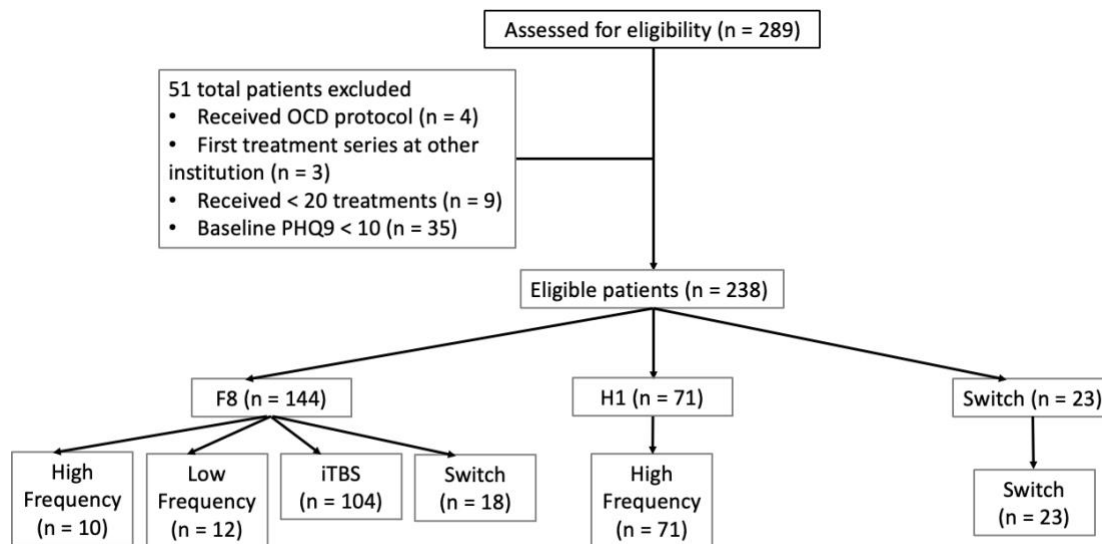 Assessed for eligibility (n = 289)
51 total patients excluded
• Received OCD protocol (n = 4)
• First treatment series at other
institution (n = 3)
• Received < 20 treatments (n = 9)
• Baseline PHQ9 < 10 (n = 35)
Eligible patients (n = 238)
F8 (n = 144)
H1 (n = 71)
Switch (n = 23)
High
Frequency
(n = 10)
Low
Frequency
(n = 12)
iTBS
(n = 104)
Switch
(n = 18)
High
Frequency
(n = 71)
Switch
(n = 23)